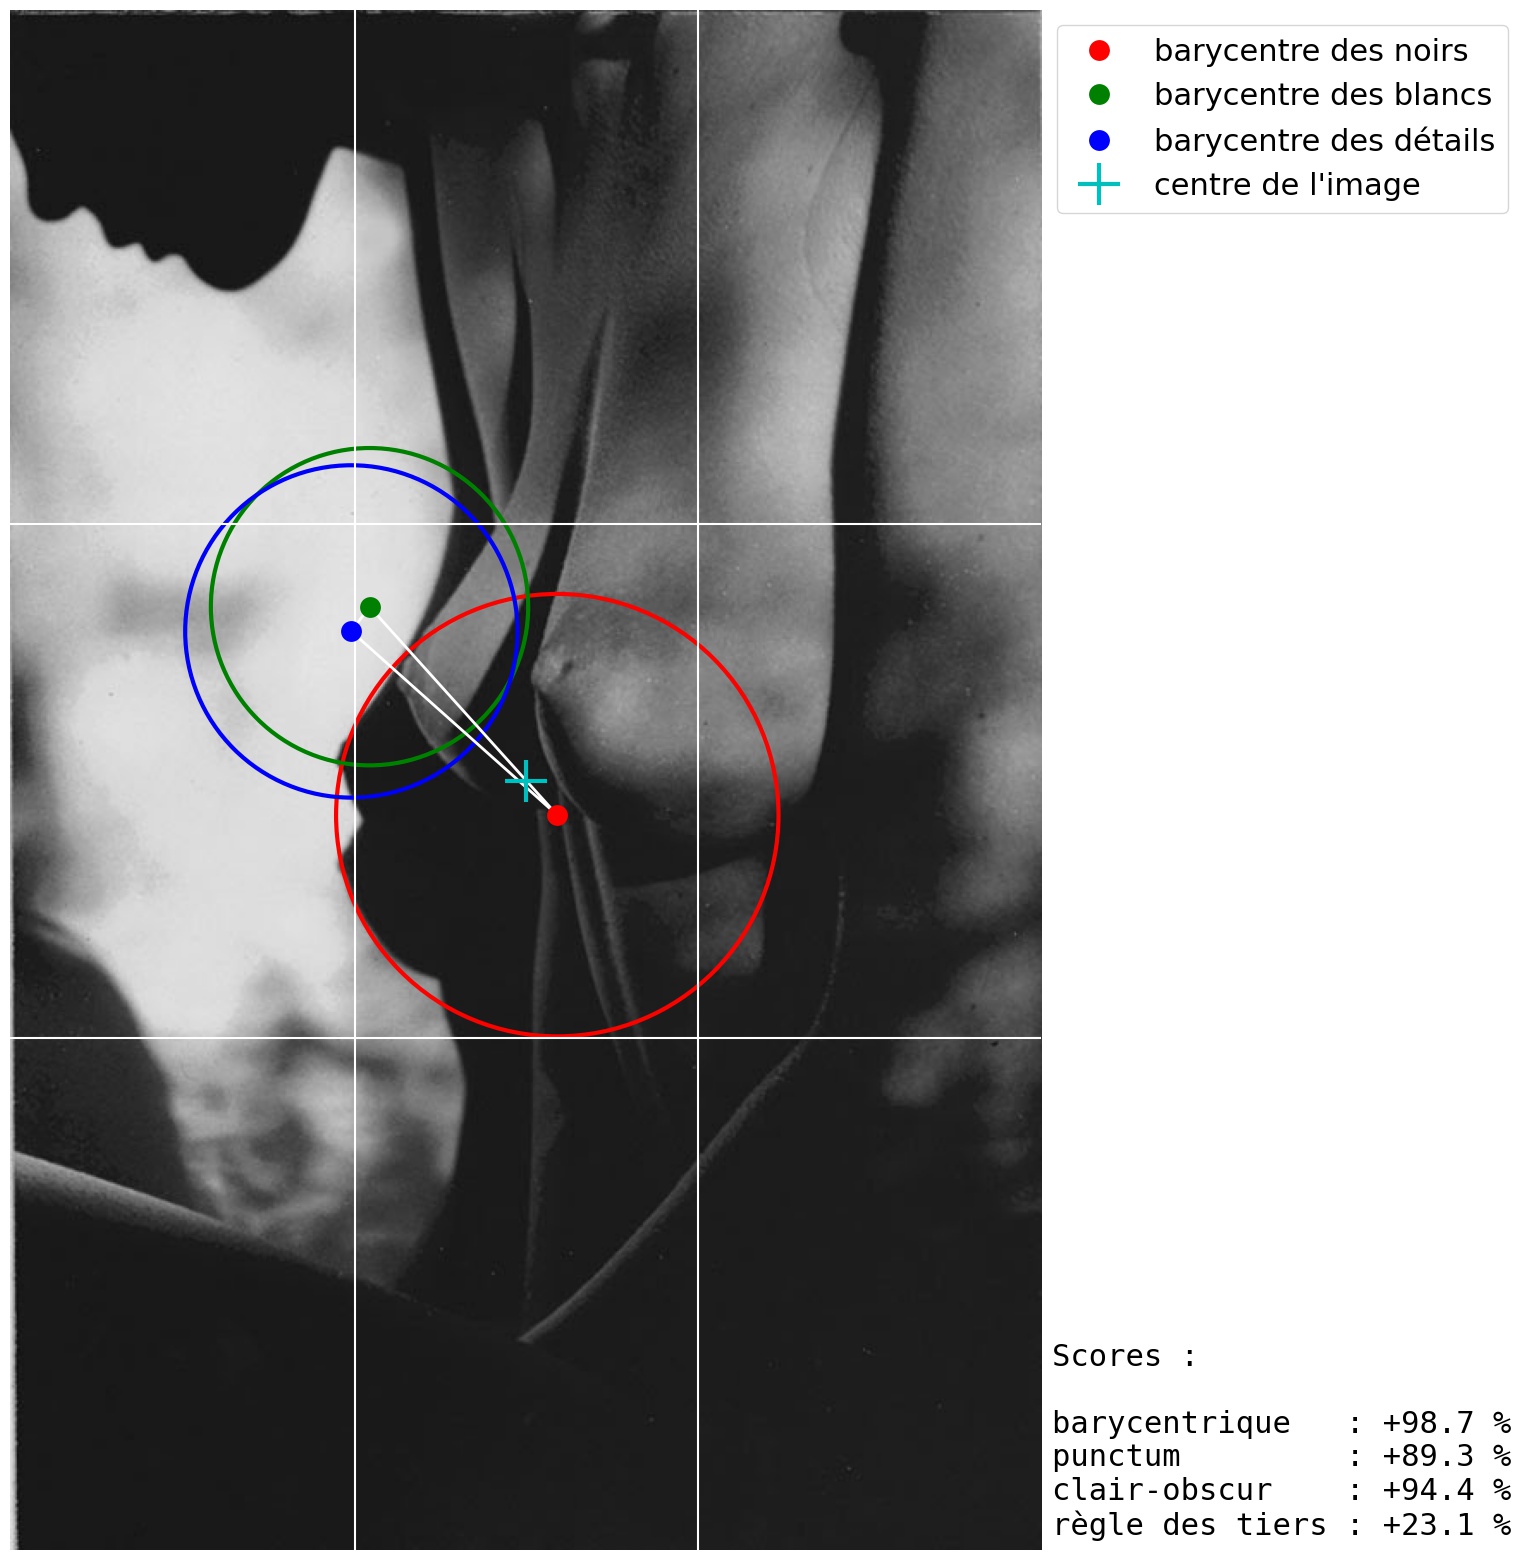 barycentre des noirs
barycentre des blancs
barycentre des détails
centre de l'image
Scores :
barycentrique   : +98.7 %
punctum         : +89.3 %
clair-obscur    : +94.4 %
règle des tiers : +23.1 %